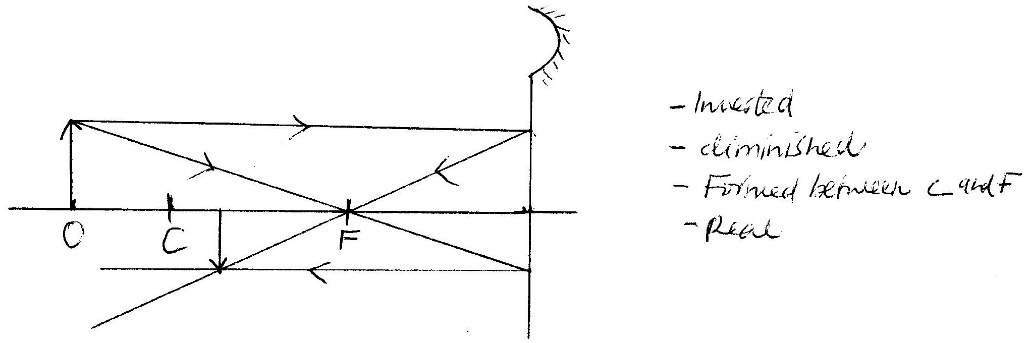 O
C
F
- Inverted
- diminished
- Formed between C and F
- Real